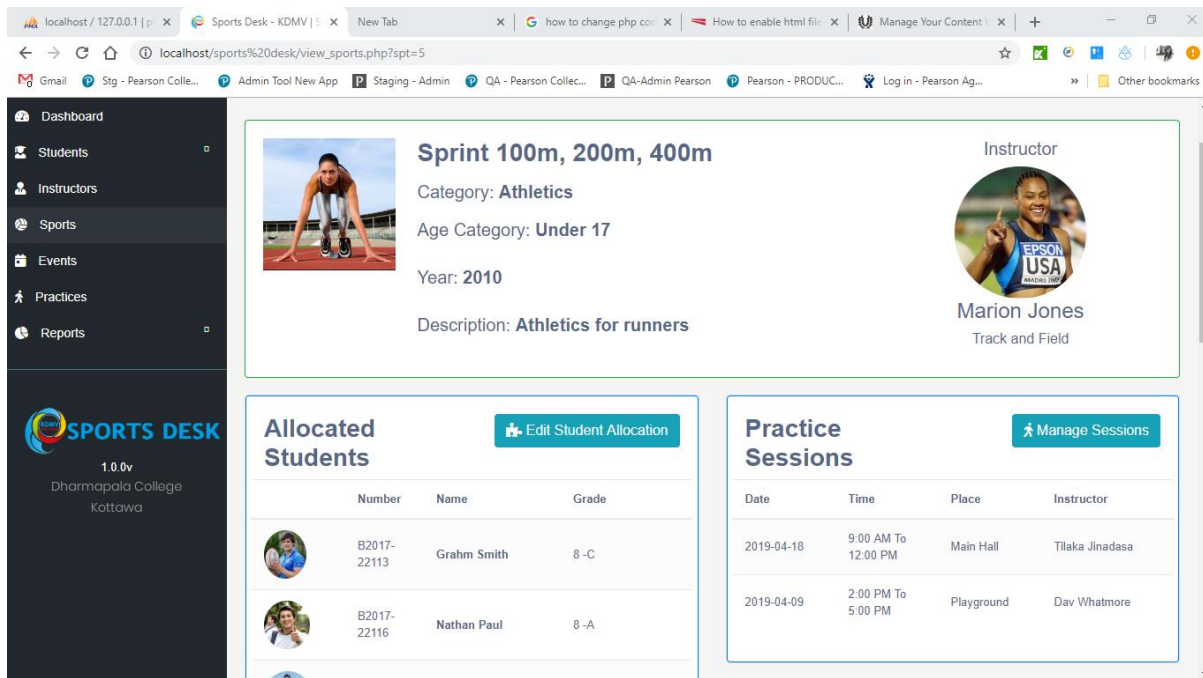 localhost / 127.0.0.1 | p
Sports Desk - KDMV | S
New Tab
how to change php coo
How to enable html file
Manage Your Content
localhost/sports%20desk/view_sports.php?spt=5
Gmail
Stg - Pearson Colle...
Admin Tool New App
Staging - Admin
QA - Pearson Collec...
QA-Admin Pearson
Pearson - PRODUC...
Log in - Pearson Ag...
»
Other bookmarks
Dashboard
Students
Instructors
Sports
Events
Practices
Reports
KDMV
SPORTS DESK
1.0.0v
Dharmapala College
Kottawa
Sprint 100m, 200m, 400m
Category: Athletics
Age Category: Under 17
Year: 2010
Description: Athletics for runners
Instructor
EPSON
USA
Marion Jones
Track and Field
Allocated
Students
Edit Student Allocation
Number Name Grade
B2017-
22113
Grahm Smith
8 -C
B2017-
22116
Nathan Paul
8 -A
Practice
Sessions
Manage Sessions
Date Time Place Instructor
2019-04-18
9:00 AM To
12:00 PM
Main Hall
Tilaka Jinadasa
2019-04-09
2:00 PM To
5:00 PM
Playground
Dav Whatmore